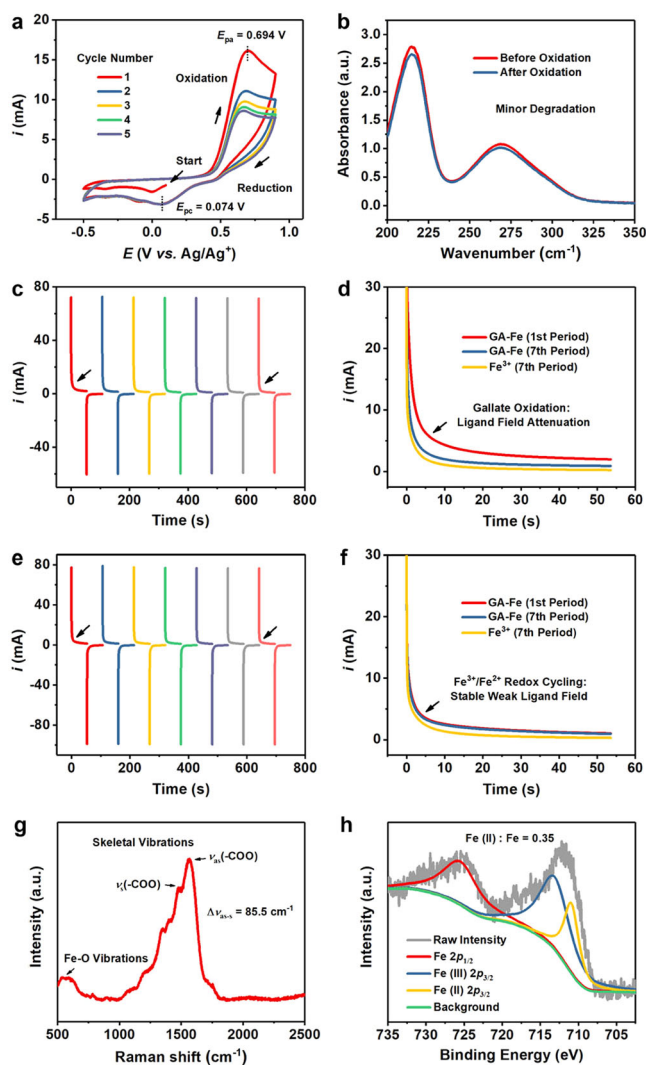 a
E_pa = 0.694 V
Cycle Number
1
2
3
4
5
Oxidation
Start
Reduction
E_pc = 0.074 V
i (mA)
20
15
10
5
0
-5
-0.5 0.0 0.5 1.0
E (V vs. Ag/Ag⁺)
b
Before Oxidation
After Oxidation
Minor Degradation
Absorbance (a.u.)
3.0
2.5
2.0
1.5
1.0
0.5
0.0
200 225 250 275 300 325 350
Wavenumber (cm⁻¹)
c
i (mA)
80
40
0
-40
0 200 400 600 800
Time (s)
d
GA-Fe (1st Period)
GA-Fe (7th Period)
Fe³⁺ (7th Period)
Gallate Oxidation:
Ligand Field Attenuation
i (mA)
30
20
10
0
0 10 20 30 40 50 60
Time (s)
e
i (mA)
80
40
0
-40
-80
0 200 400 600 800
Time (s)
f
GA-Fe (1st Period)
GA-Fe (7th Period)
Fe³⁺ (7th Period)
Fe³⁺/Fe²⁺ Redox Cycling:
Stable Weak Ligand Field
i (mA)
30
20
10
0
0 10 20 30 40 50 60
Time (s)
g
Skeletal Vibrations
ν_as(-COO)
ν_s(-COO)
Δν_as-s = 85.5 cm⁻¹
Fe-O Vibrations
Intensity (a.u.)
500 1000 1500 2000 2500
Raman shift (cm⁻¹)
h
Fe (II) : Fe = 0.35
Raw Intensity
Fe 2p_1/2
Fe (III) 2p_3/2
Fe (II) 2p_3/2
Background
Intensity (a.u.)
735 725 715 705
Binding Energy (eV)